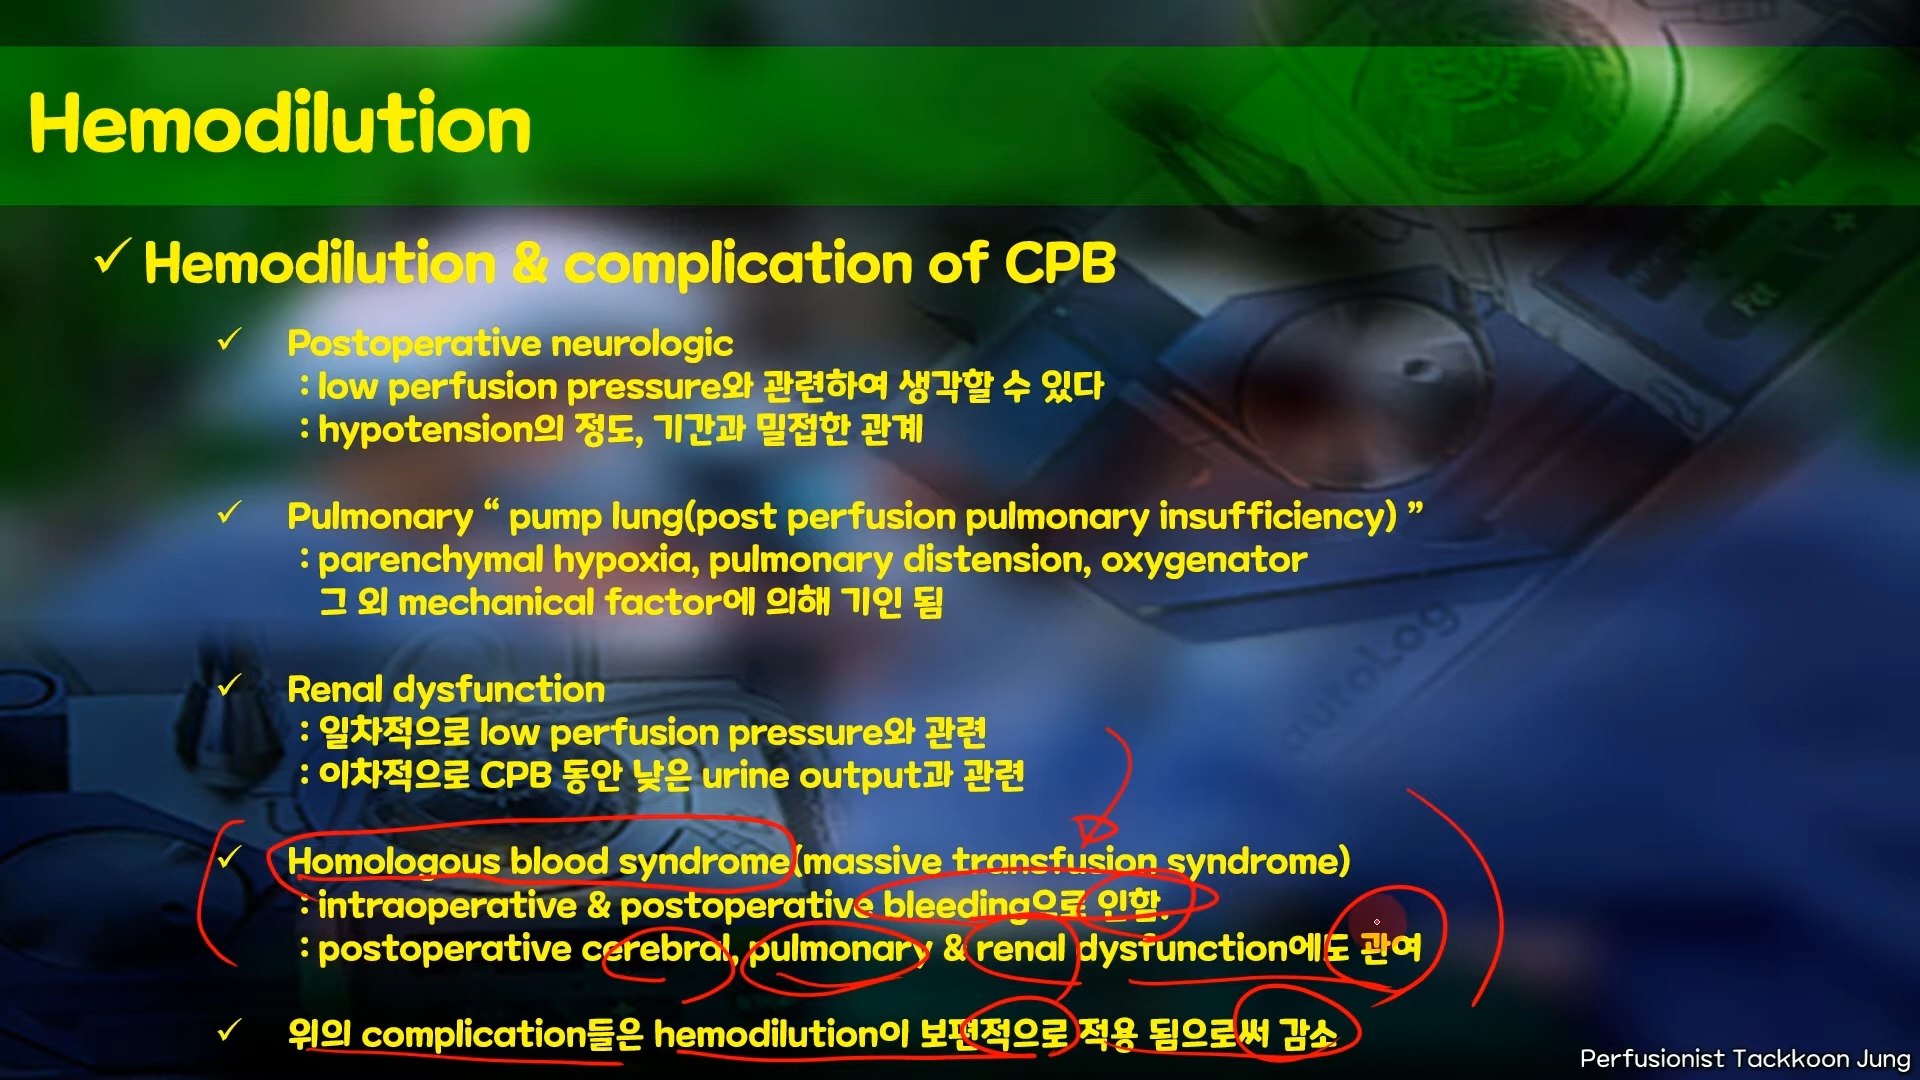 Hemodilution
✓ Hemodilution & complication of CPB
✓ Postoperative neurologic
: low perfusion pressure와 관련하여 생각할 수 있다
: hypotension의 정도, 기간과 밀접한 관계
✓ Pulmonary “ pump lung(post perfusion pulmonary insufficiency) ”
: parenchymal hypoxia, pulmonary distension, oxygenator
그 외 mechanical factor에 의해 기인 됨
✓ Renal dysfunction
: 일차적으로 low perfusion pressure와 관련
: 이차적으로 CPB 동안 낮은 urine output과 관련
✓ Homologous blood syndrome(massive transfusion syndrome)
: intraoperative & postoperative bleeding으로 인함.
: postoperative cerebral, pulmonary & renal dysfunction에도 관여
✓ 위의 complication들은 hemodilution이 보편적으로 적용 됨으로써 감소
autoLog
Perfusionist Tackkoon Jung